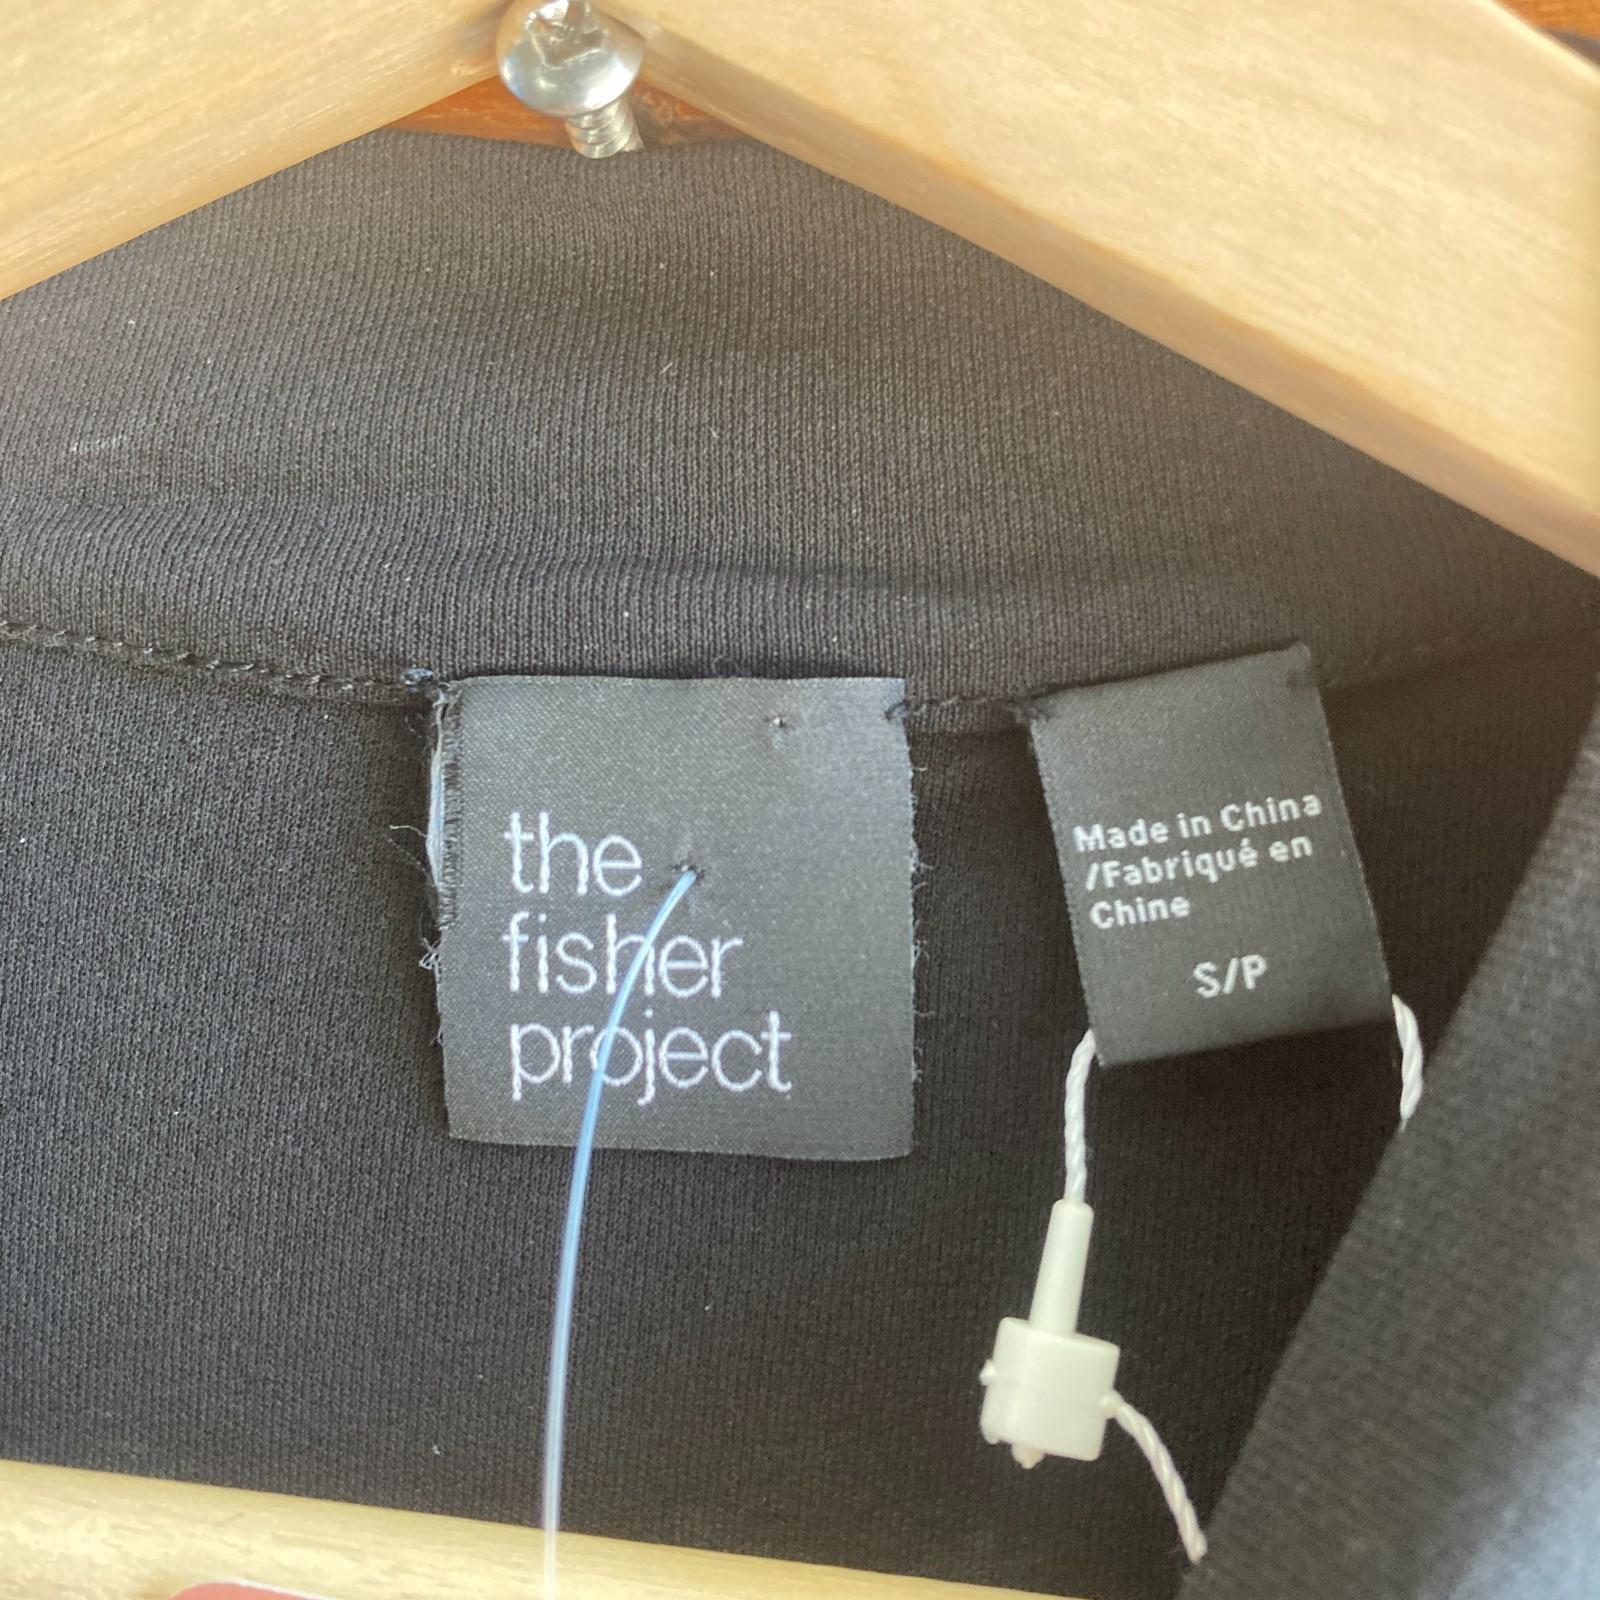 the
fisher
project
Made in China
/Fabriqué en
Chine
S/P